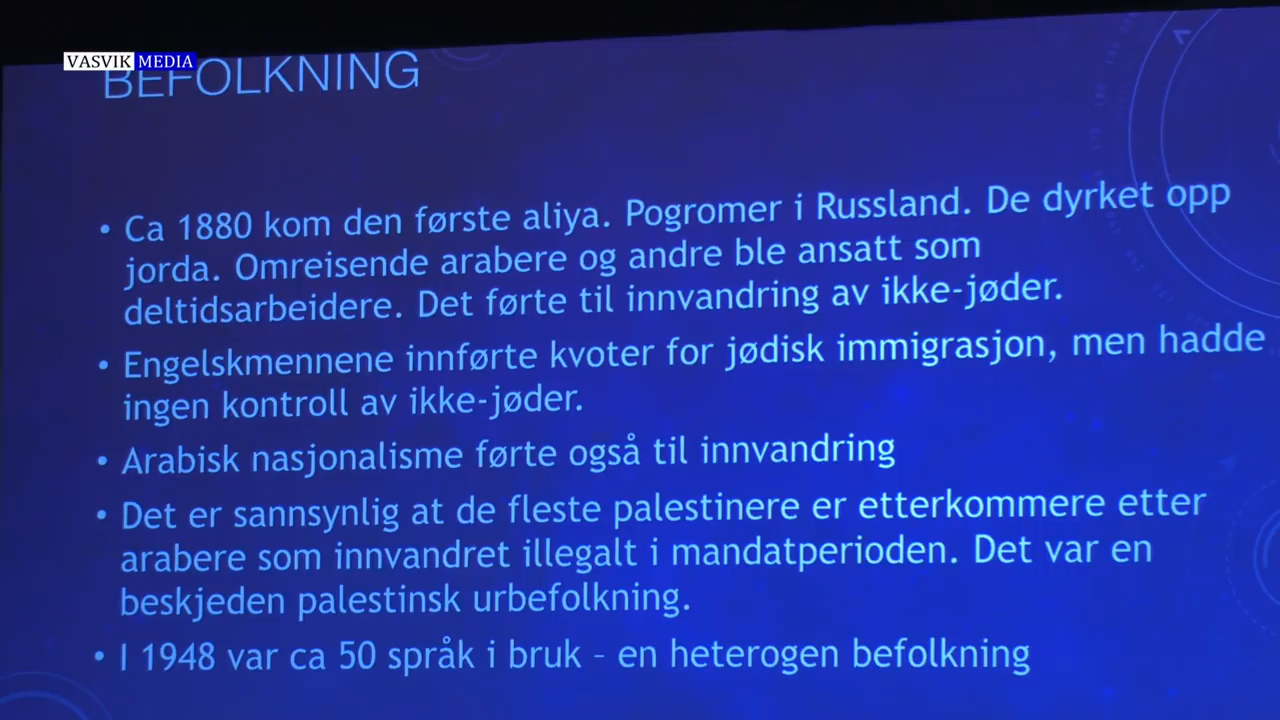 VASVIK MEDIA
BEFOLKNING
• Ca 1880 kom den første aliya. Pogromer i Russland. De dyrket opp
jorda. Omreisende arabere og andre ble ansatt som
deltidsarbeidere. Det førte til innvandring av ikke-jøder.
• Engelskmennene innførte kvoter for jødisk immigrasjon, men hadde
ingen kontroll av ikke-jøder.
• Arabisk nasjonalisme førte også til innvandring
• Det er sannsynlig at de fleste palestinere er etterkommere etter
arabere som innvandret illegalt i mandatperioden. Det var en
beskjeden palestinsk urbefolkning.
• I 1948 var ca 50 språk i bruk – en heterogen befolkning